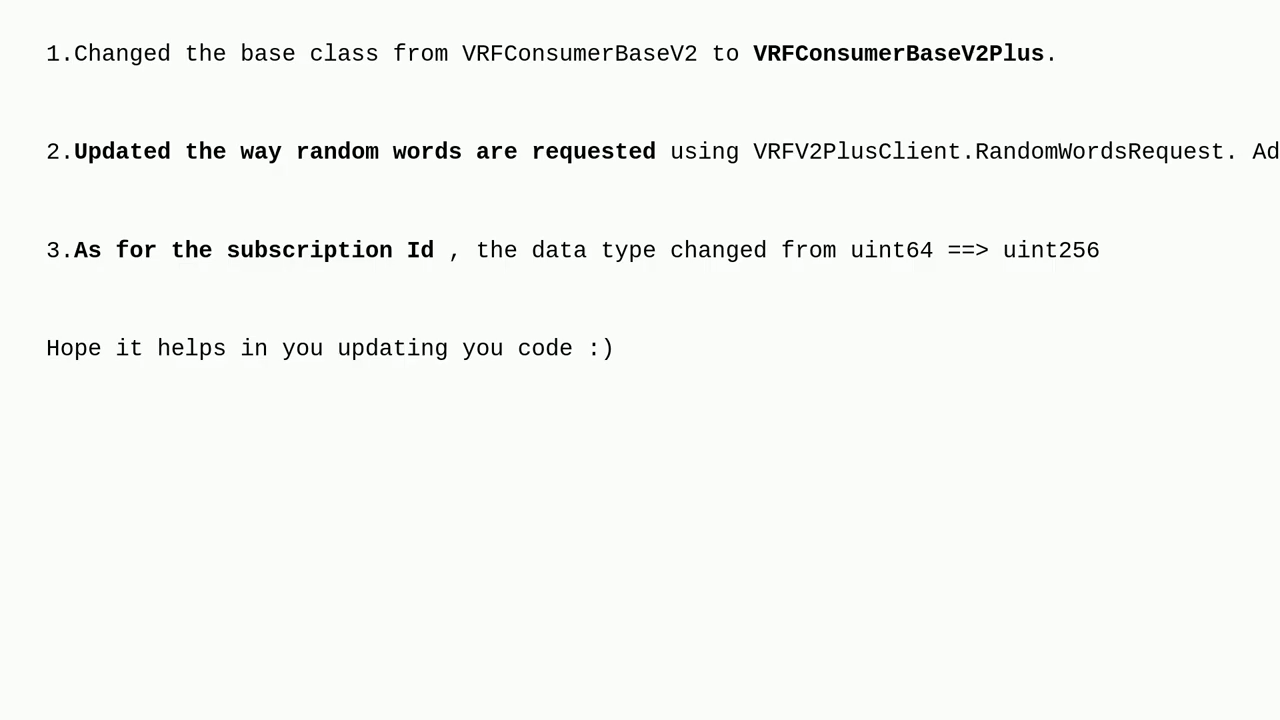 1.Changed the base class from VRFConsumerBaseV2 to VRFConsumerBaseV2Plus.
2.Updated the way random words are requested using VRFV2PlusClient.RandomWordsRequest. Ad
3.As for the subscription Id , the data type changed from uint64 ==> uint256
Hope it helps in you updating you code :)